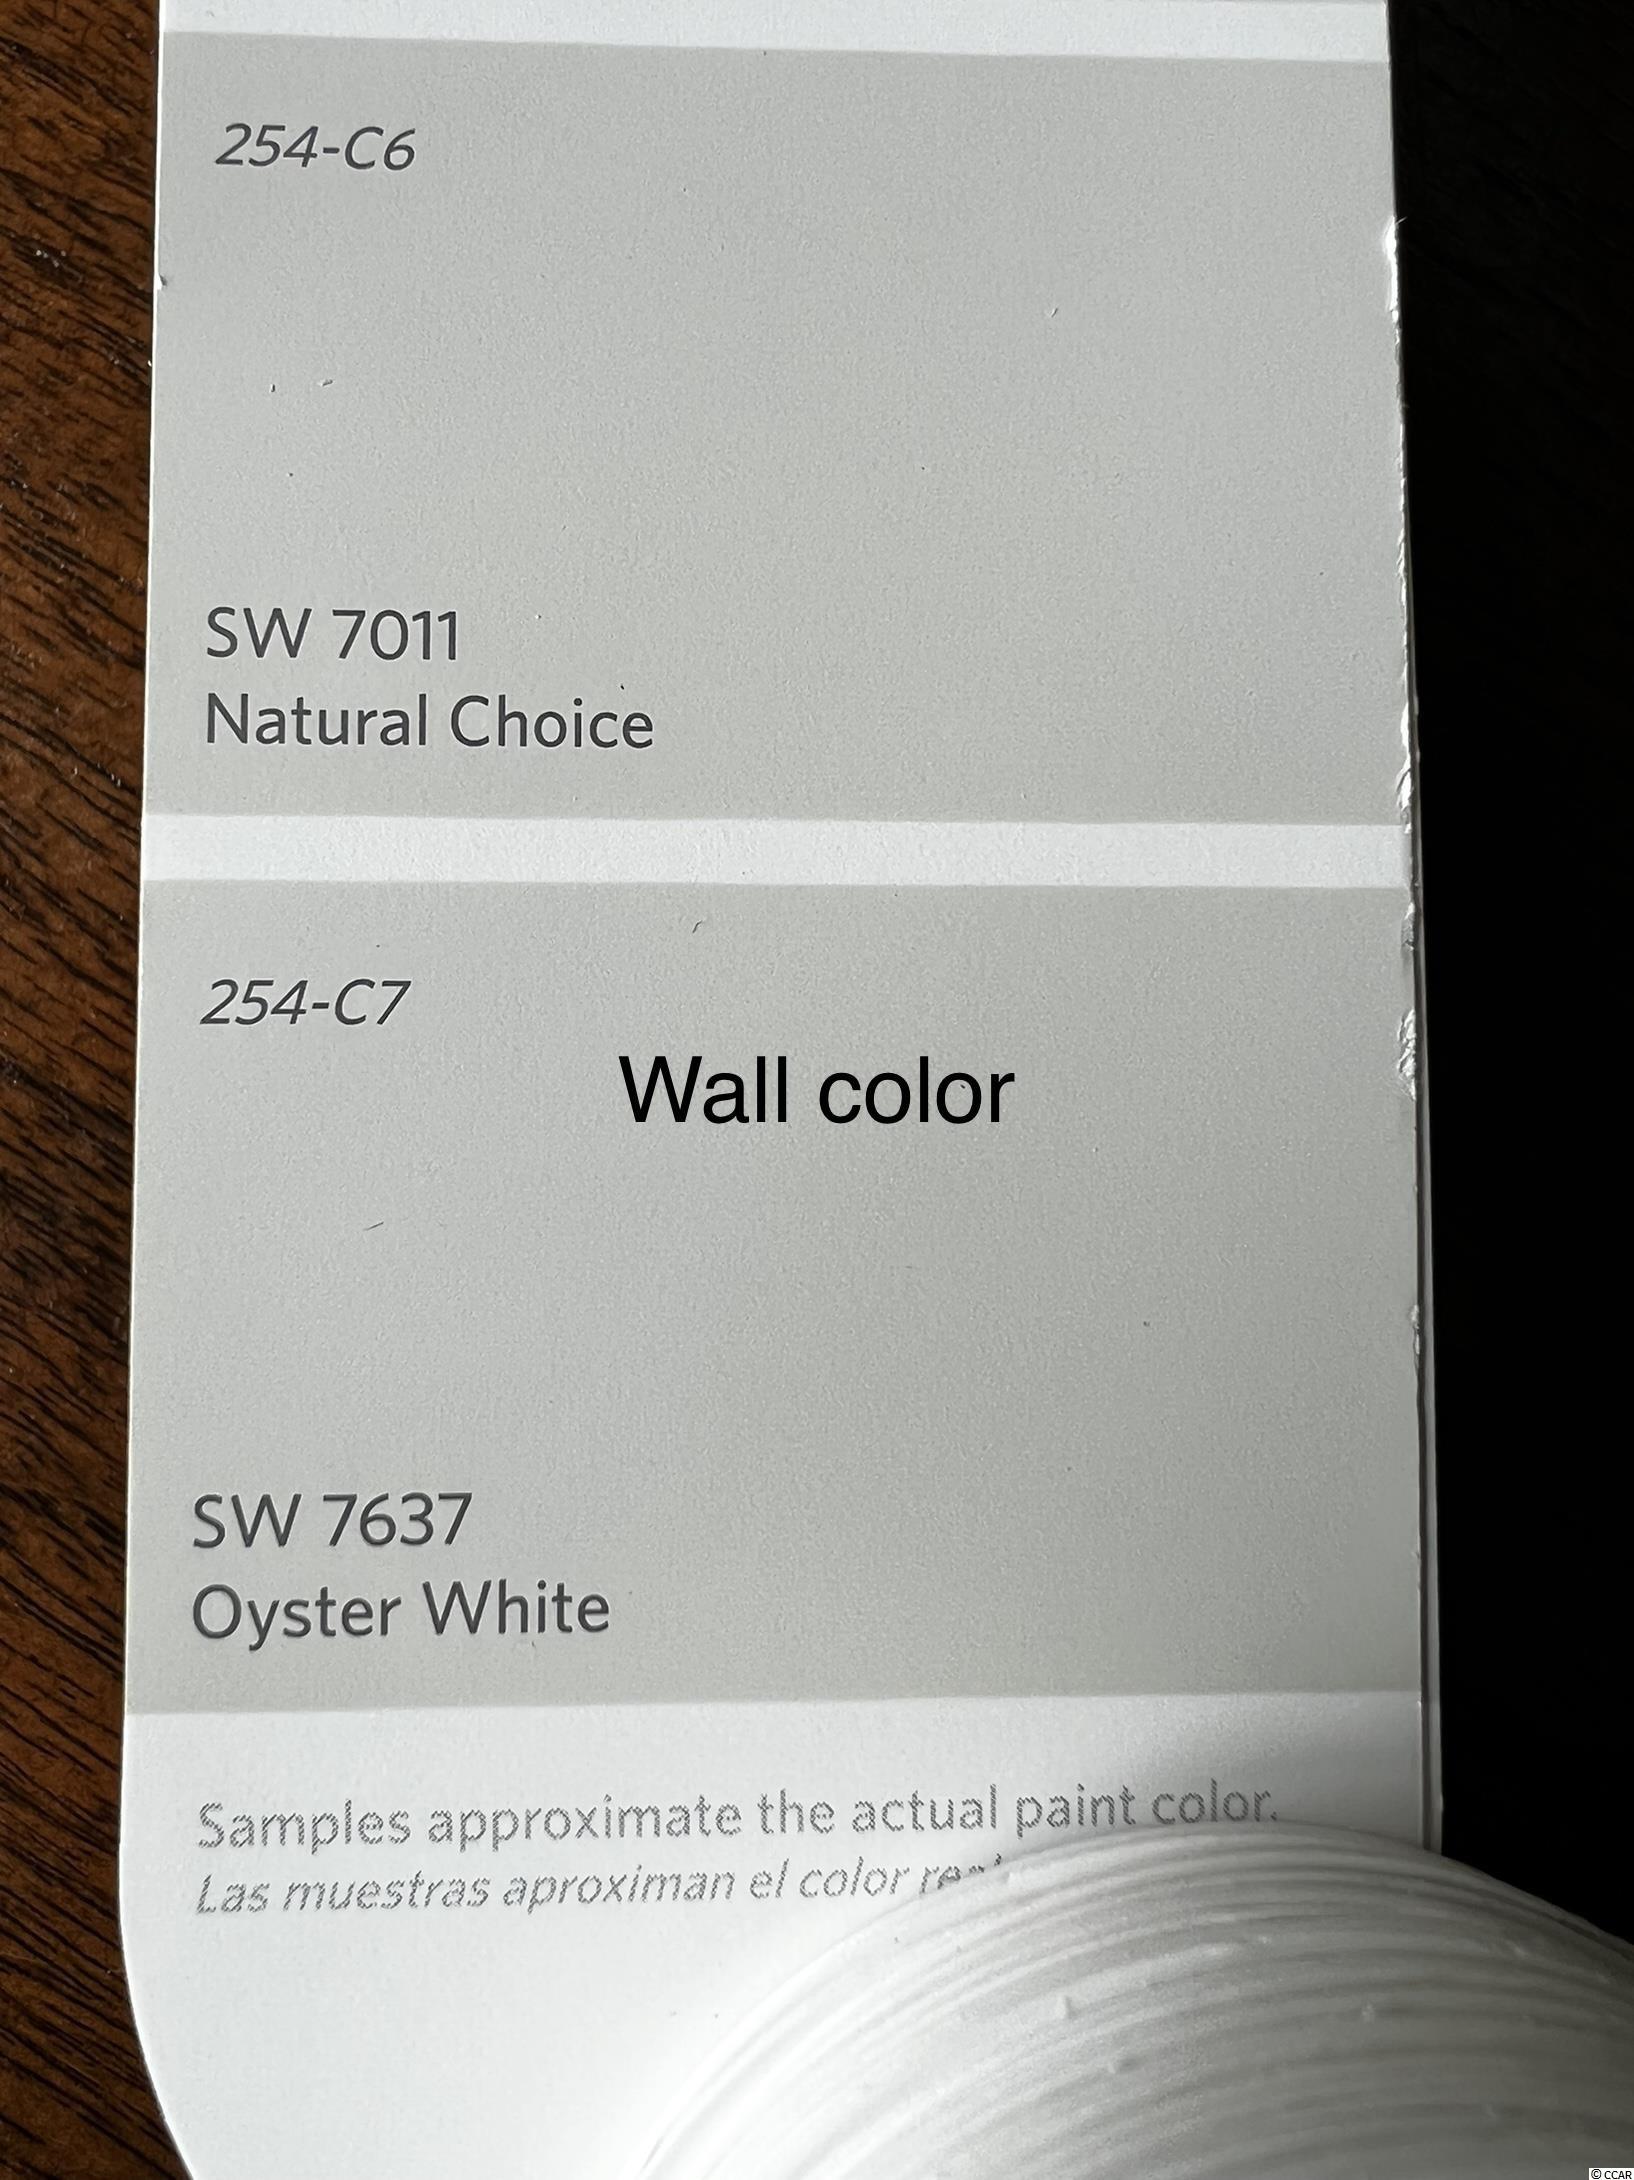 254-C6
SW 7011
Natural Choice
254-C7
Wall color
SW 7637
Oyster White
Samples approximate the actual paint color.
Las muestras aproximan el color
© CCAR